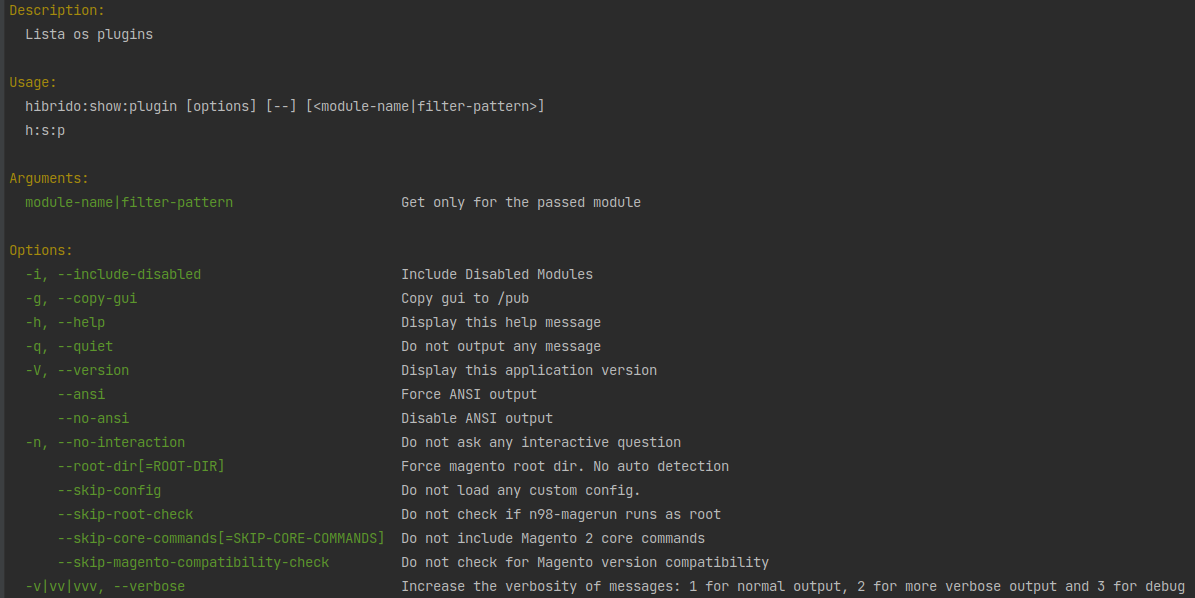 Description:
Lista os plugins
Usage:
hibrido:show:plugin [options] [--] [<module-name|filter-pattern>]
h:s:p
Arguments:
module-name|filter-pattern Get only for the passed module
Options:
-i, --include-disabled Include Disabled Modules
-g, --copy-gui Copy gui to /pub
-h, --help Display this help message
-q, --quiet Do not output any message
-V, --version Display this application version
--ansi Force ANSI output
--no-ansi Disable ANSI output
-n, --no-interaction Do not ask any interactive question
--root-dir[=ROOT-DIR] Force magento root dir. No auto detection
--skip-config Do not load any custom config.
--skip-root-check Do not check if n98-magerun runs as root
--skip-core-commands[=SKIP-CORE-COMMANDS] Do not include Magento 2 core commands
--skip-magento-compatibility-check Do not check for Magento version compatibility
-v|vv|vvv, --verbose Increase the verbosity of messages: 1 for normal output, 2 for more verbose output and 3 for debug